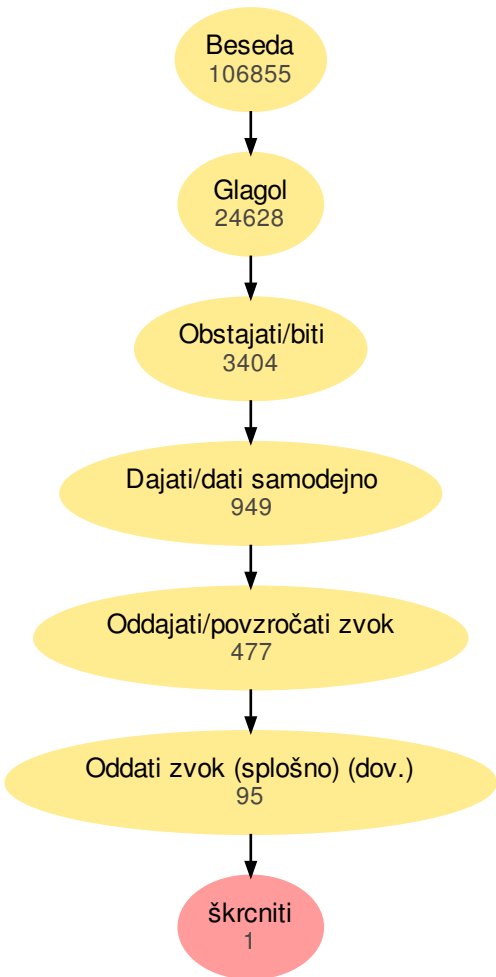 Beseda
106855
Glagol
24628
Obstajati/biti
3404
Dajati/dati samodejno
949
Oddajati/povzročati zvok
477
Oddati zvok (splošno) (dov.)
95
škrcniti
1